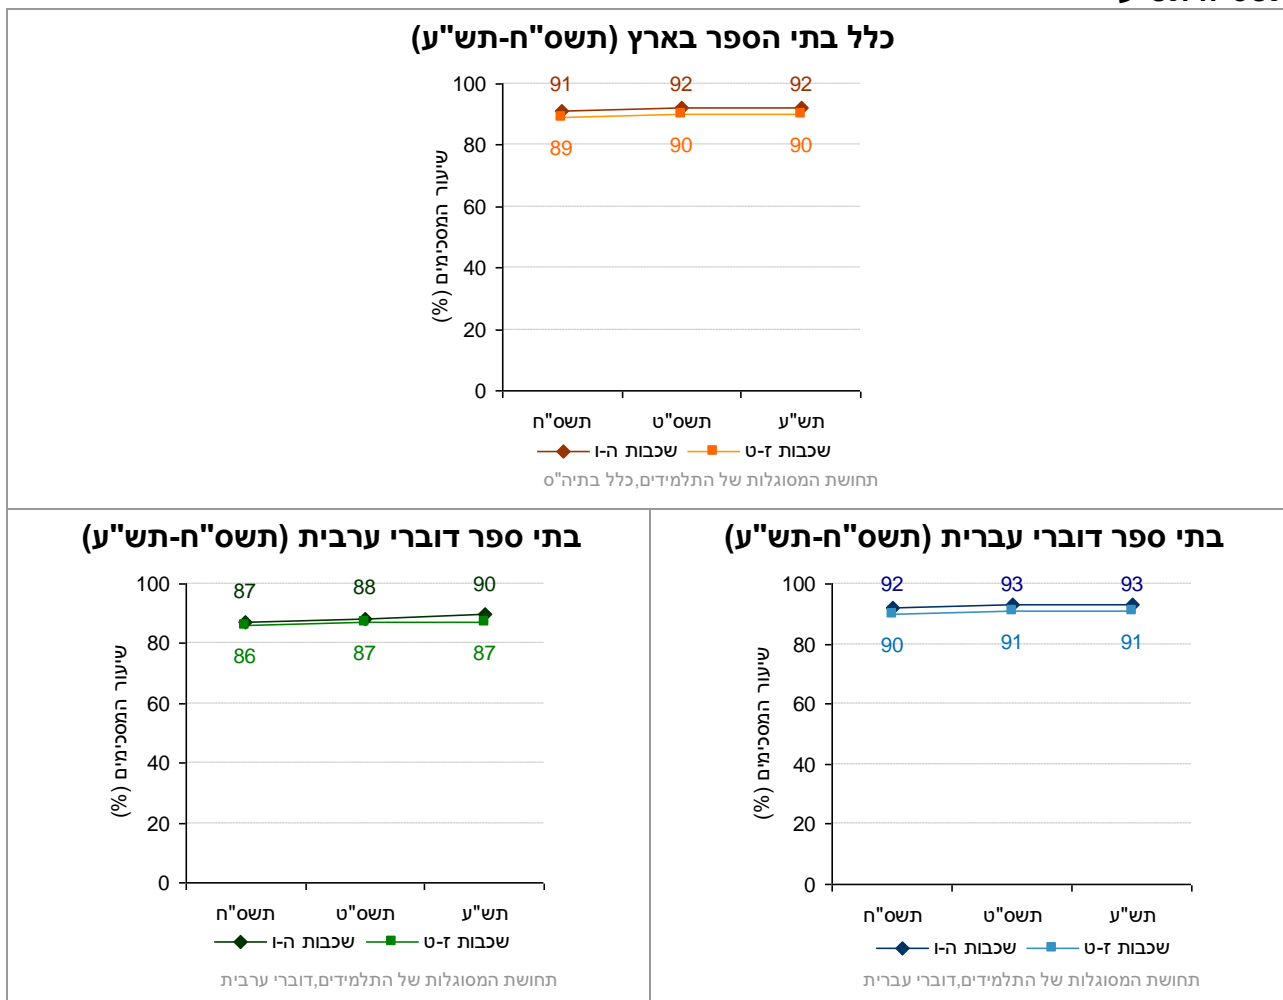 כלל בתי הספר בארץ (תשס"ח-תש"ע)
שיעור המסכימים (%)
100
80
60
40
20
0
91 92 92
89 90 90
תשס"ח תשס"ט תש"ע
שכבות ה-ו שכבות ז-ט
תחושת המסוגלות של התלמידים,כלל בתיה"ס
בתי ספר דוברי עברית (תשס"ח-תש"ע)
שיעור המסכימים (%)
100
80
60
40
20
0
92 93 93
90 91 91
תשס"ח תשס"ט תש"ע
שכבות ה-ו שכבות ז-ט
תחושת המסוגלות של התלמידים,דוברי עברית
בתי ספר דוברי ערבית (תשס"ח-תש"ע)
שיעור המסכימים (%)
100
80
60
40
20
0
87 88 90
86 87 87
תשס"ח תשס"ט תש"ע
שכבות ה-ו שכבות ז-ט
תחושת המסוגלות של התלמידים,דוברי ערבית